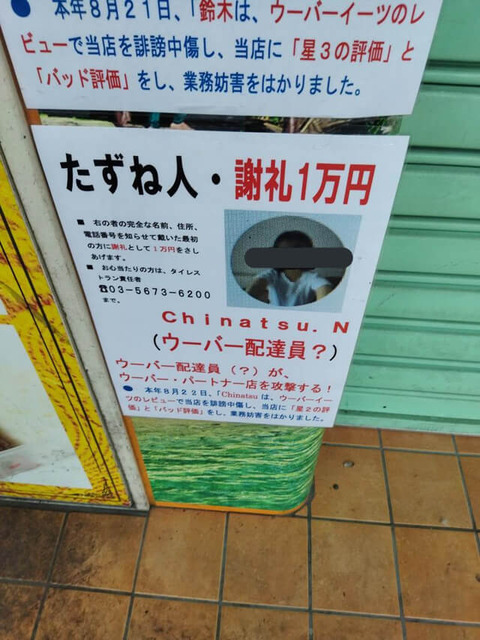 ● 本年８月２１日、「鈴木は、ウーバーイーツのレ
ビューで当店を誹謗中傷し、当店に「星３の評価」と
「バッド評価」をし、業務妨害をはかりました。
たずね人・謝礼1万円
■ 右の者の完全な名前、住所、
電話番号を知らせて戴いた最初
の方に謝礼として１万円をさし
あげます。
■ お心当たりの方は、タイレス
トラン責任者
☎03-5673-6200
まで。
Ｃｈｉｎａｔｓｕ．Ｎ
（ウーバー配達員？）
ウーバー配達員（？）が、
ウーバー・パートナー店を攻撃する！
● 本年８月２２日、「Chinatsu は、ウーバーイー
ツのレビューで当店を誹謗中傷し、当店に「星２の評
価」と「バッド評価」をし、業務妨害をはかりました。